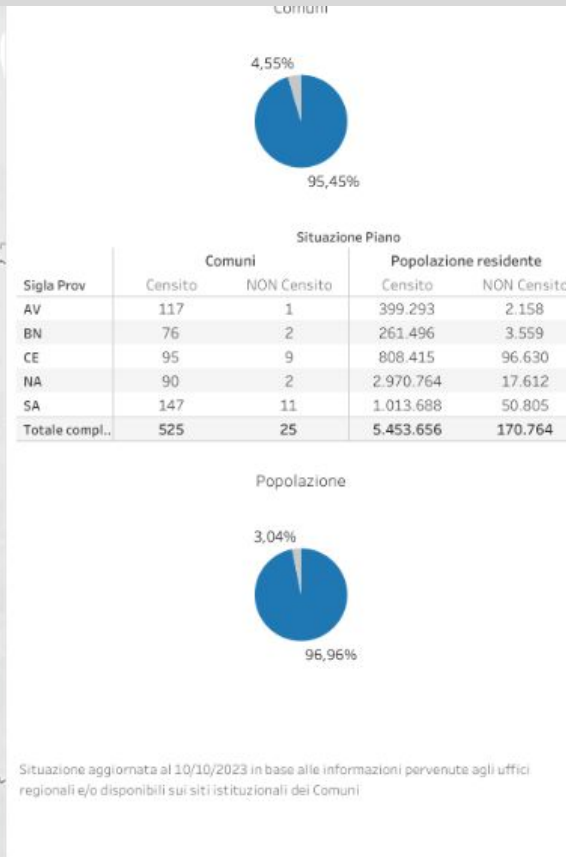 Comuni
4,55%
95,45%
Situazione Piano
Comuni Popolazione residente
Sigla Prov Censito NON Censito Censito NON Censito
AV 117 1 399.293 2.158
BN 76 2 261.496 3.559
CE 95 9 808.415 96.630
NA 90 2 2.970.764 17.612
SA 147 11 1.013.688 50.805
Totale compl.. 525 25 5.453.656 170.764
Popolazione
3,04%
96,96%
Situazione aggiornata al 10/10/2023 in base alle informazioni pervenute agli uffici
regionali e/o disponibili sui siti istituzionali dei Comuni